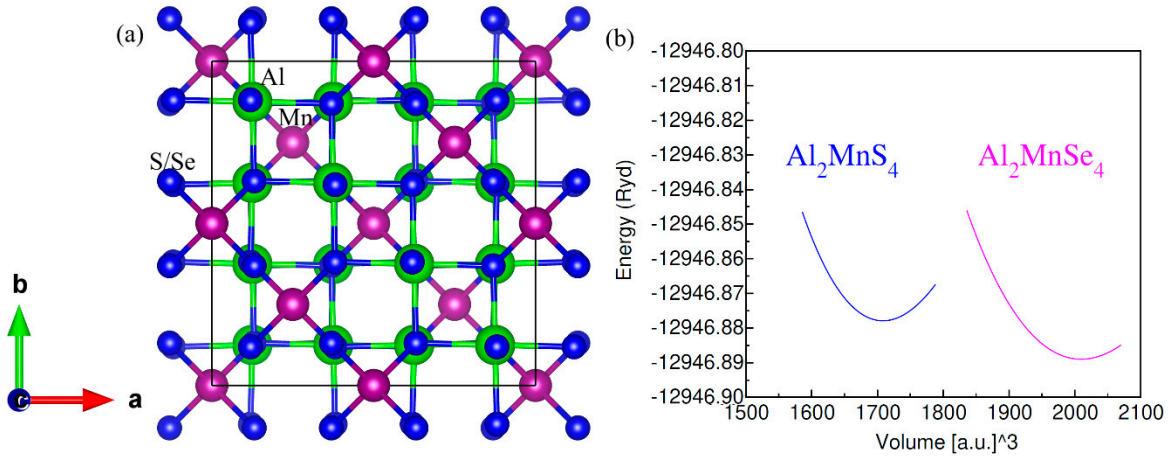 (a)
Al
Mn
S/Se
b
c
a
(b)
Energy (Ryd)
-12946.80
-12946.81
-12946.82
-12946.83
-12946.84
-12946.85
-12946.86
-12946.87
-12946.88
-12946.89
-12946.90
Al₂MnS₄
Al₂MnSe₄
1500 1600 1700 1800 1900 2000 2100
Volume [a.u.]^3